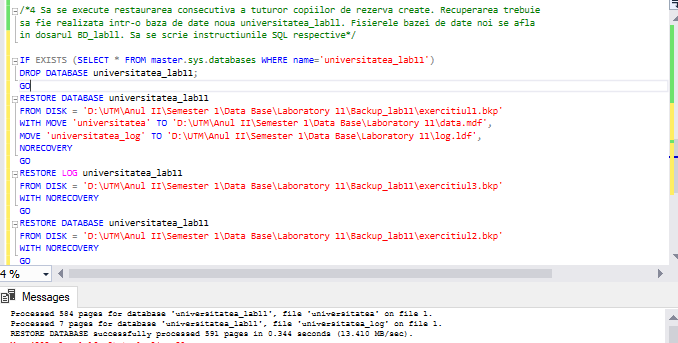 /*4 Sa se execute restaurarea consecutiva a tuturor copiilor de rezerva create. Recuperarea trebuie
sa fie realizata intr-o baza de date noua universitatea_lab11. Fisierele bazei de date noi se afla
in dosarul BD_lab11. Sa se scrie instructiunile SQL respective*/
IF EXISTS (SELECT * FROM master.sys.databases WHERE name='universitatea_lab11')
DROP DATABASE universitatea_lab11;
GO
RESTORE DATABASE universitatea_lab11
FROM DISK = 'D:\UTM\Anul II\Semester 1\Data Base\Laboratory 11\Backup_lab11\exercitiul1.bkp'
WITH MOVE 'universitatea' TO 'D:\UTM\Anul II\Semester 1\Data Base\Laboratory 11\data.mdf',
MOVE 'universitatea_log' TO 'D:\UTM\Anul II\Semester 1\Data Base\Laboratory 11\log.ldf',
NORECOVERY
GO
RESTORE LOG universitatea_lab11
FROM DISK = 'D:\UTM\Anul II\Semester 1\Data Base\Laboratory 11\Backup_lab11\exercitiul3.bkp'
WITH NORECOVERY
GO
RESTORE DATABASE universitatea_lab11
FROM DISK = 'D:\UTM\Anul II\Semester 1\Data Base\Laboratory 11\Backup_lab11\exercitiul2.bkp'
WITH NORECOVERY
GO
4 %
Messages
Processed 584 pages for database 'universitatea_lab11', file 'universitatea' on file 1.
Processed 7 pages for database 'universitatea_lab11', file 'universitatea_log' on file 1.
RESTORE DATABASE successfully processed 591 pages in 0.344 seconds (13.410 MB/sec).